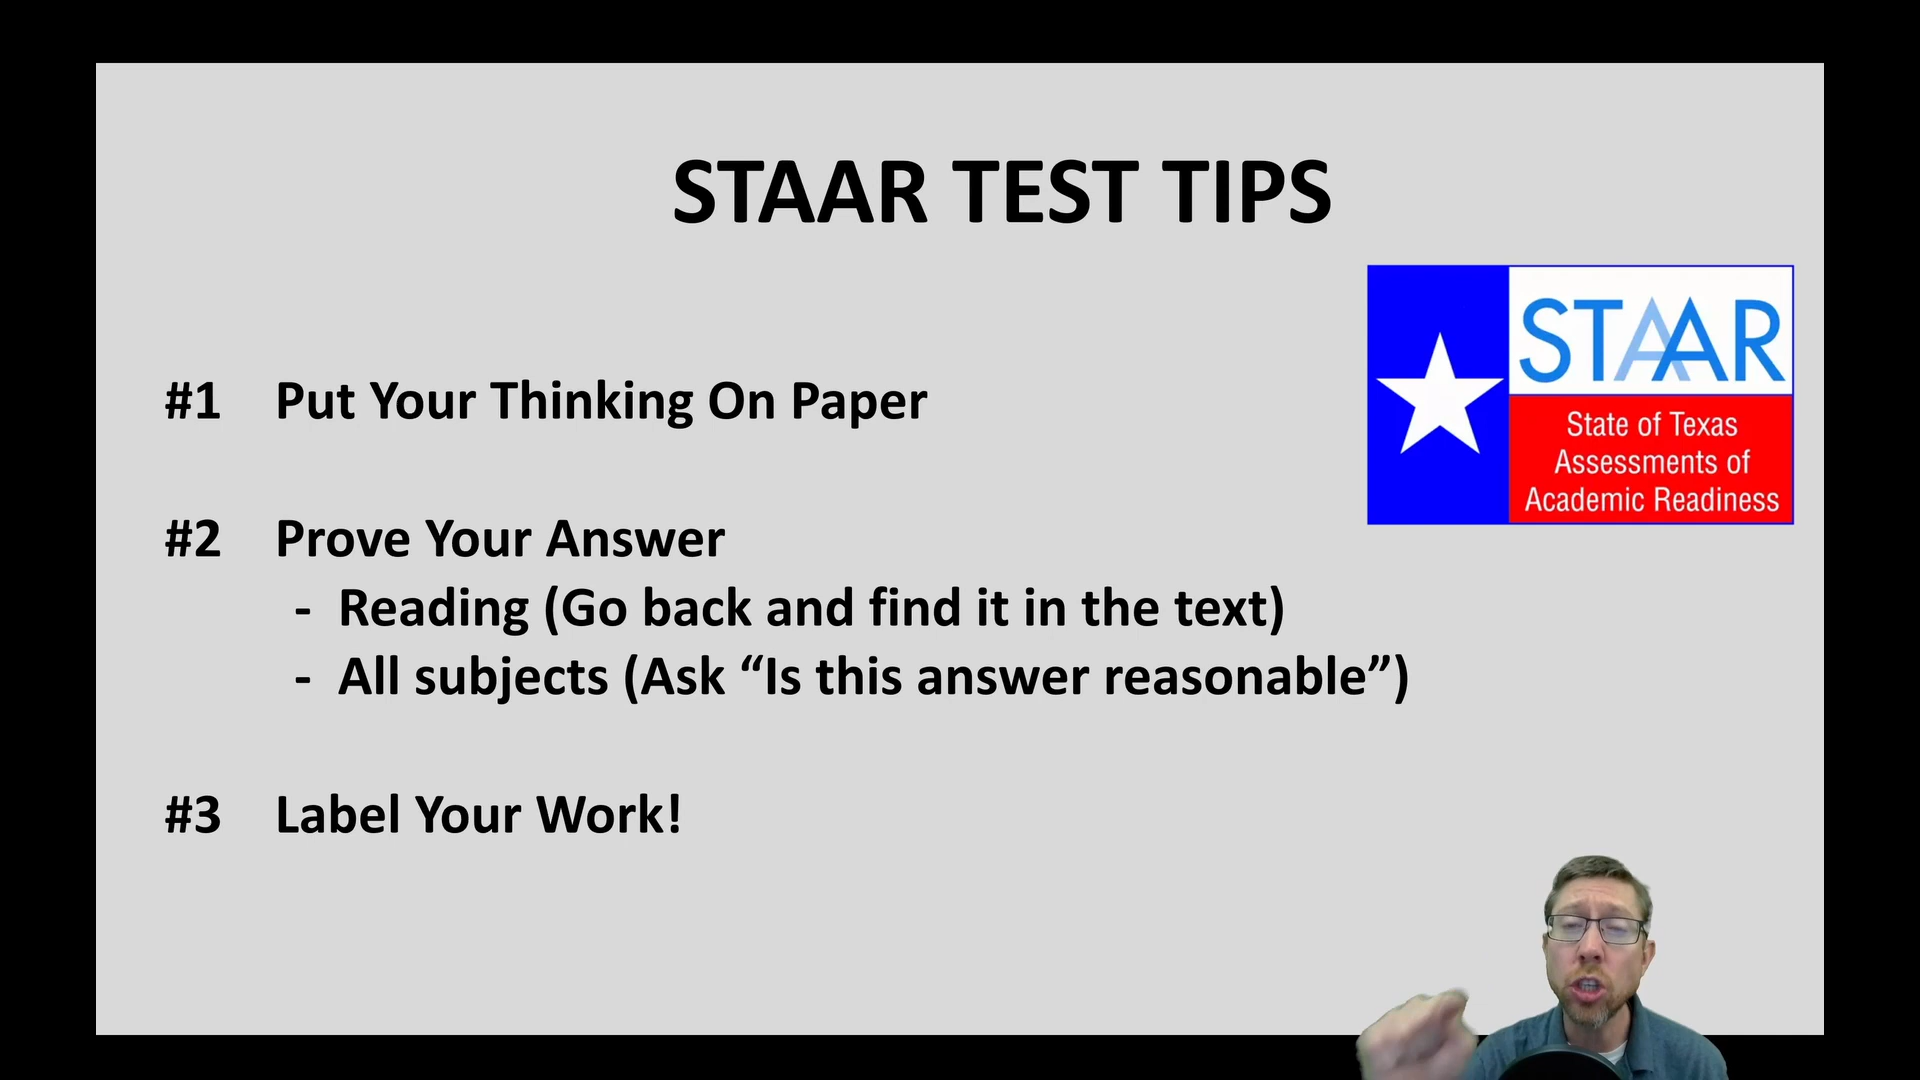 STAAR TEST TIPS
#1 Put Your Thinking On Paper
STAAR
State of Texas
Assessments of
Academic Readiness
#2 Prove Your Answer
- Reading (Go back and find it in the text)
- All subjects (Ask “Is this answer reasonable”)
#3 Label Your Work!